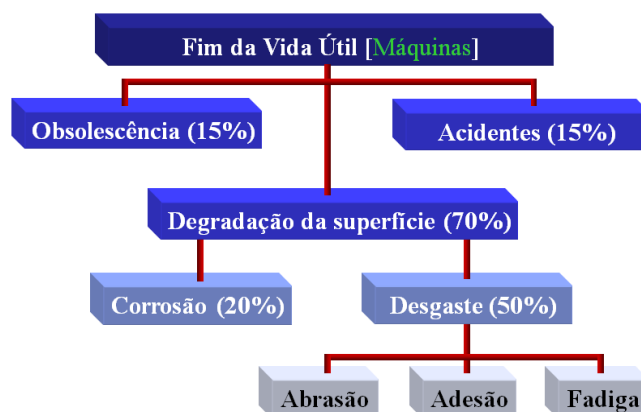 Fim da Vida Útil [Máquinas]
Obsolescência (15%)
Acidentes (15%)
Degradação da superfície (70%)
Corrosão (20%)
Desgaste (50%)
Abrasão
Adesão
Fadiga